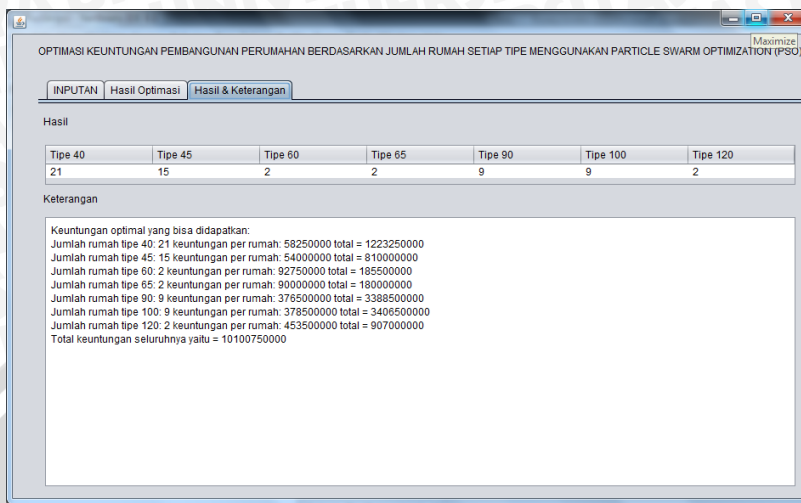 Maximize
OPTIMASI KEUNTUNGAN PEMBANGUNAN PERUMAHAN BERDASARKAN JUMLAH RUMAH SETIAP TIPE MENGGUNAKAN PARTICLE SWARM OPTIMIZATION (PSO)
INPUTAN Hasil Optimasi Hasil & Keterangan
Hasil
Tipe 40 Tipe 45 Tipe 60 Tipe 65 Tipe 90 Tipe 100 Tipe 120
21 15 2 2 9 9 2
Keterangan
Keuntungan optimal yang bisa didapatkan:
Jumlah rumah tipe 40: 21 keuntungan per rumah: 58250000 total = 1223250000
Jumlah rumah tipe 45: 15 keuntungan per rumah: 54000000 total = 810000000
Jumlah rumah tipe 60: 2 keuntungan per rumah: 92750000 total = 185500000
Jumlah rumah tipe 65: 2 keuntungan per rumah: 90000000 total = 180000000
Jumlah rumah tipe 90: 9 keuntungan per rumah: 376500000 total = 3388500000
Jumlah rumah tipe 100: 9 keuntungan per rumah: 378500000 total = 3406500000
Jumlah rumah tipe 120: 2 keuntungan per rumah: 453500000 total = 907000000
Total keuntungan seluruhnya yaitu = 10100750000